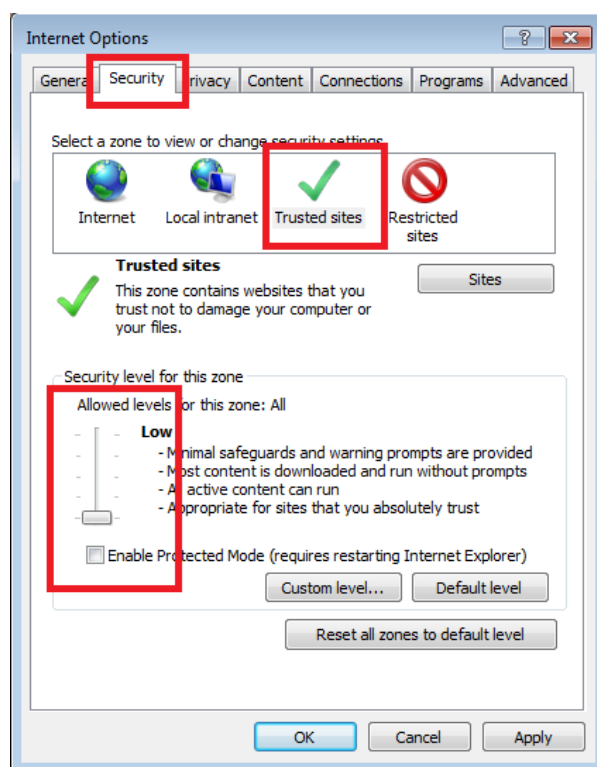 Internet Options
General Security Privacy Content Connections Programs Advanced
Select a zone to view or change security settings.
Internet Local intranet Trusted sites Restricted sites
Trusted sites
This zone contains websites that you
trust not to damage your computer or
your files.
Sites
Security level for this zone
Allowed levels for this zone: All
Low
- Minimal safeguards and warning prompts are provided
- Most content is downloaded and run without prompts
- All active content can run
- Appropriate for sites that you absolutely trust
Enable Protected Mode (requires restarting Internet Explorer)
Custom level... Default level
Reset all zones to default level
OK Cancel Apply